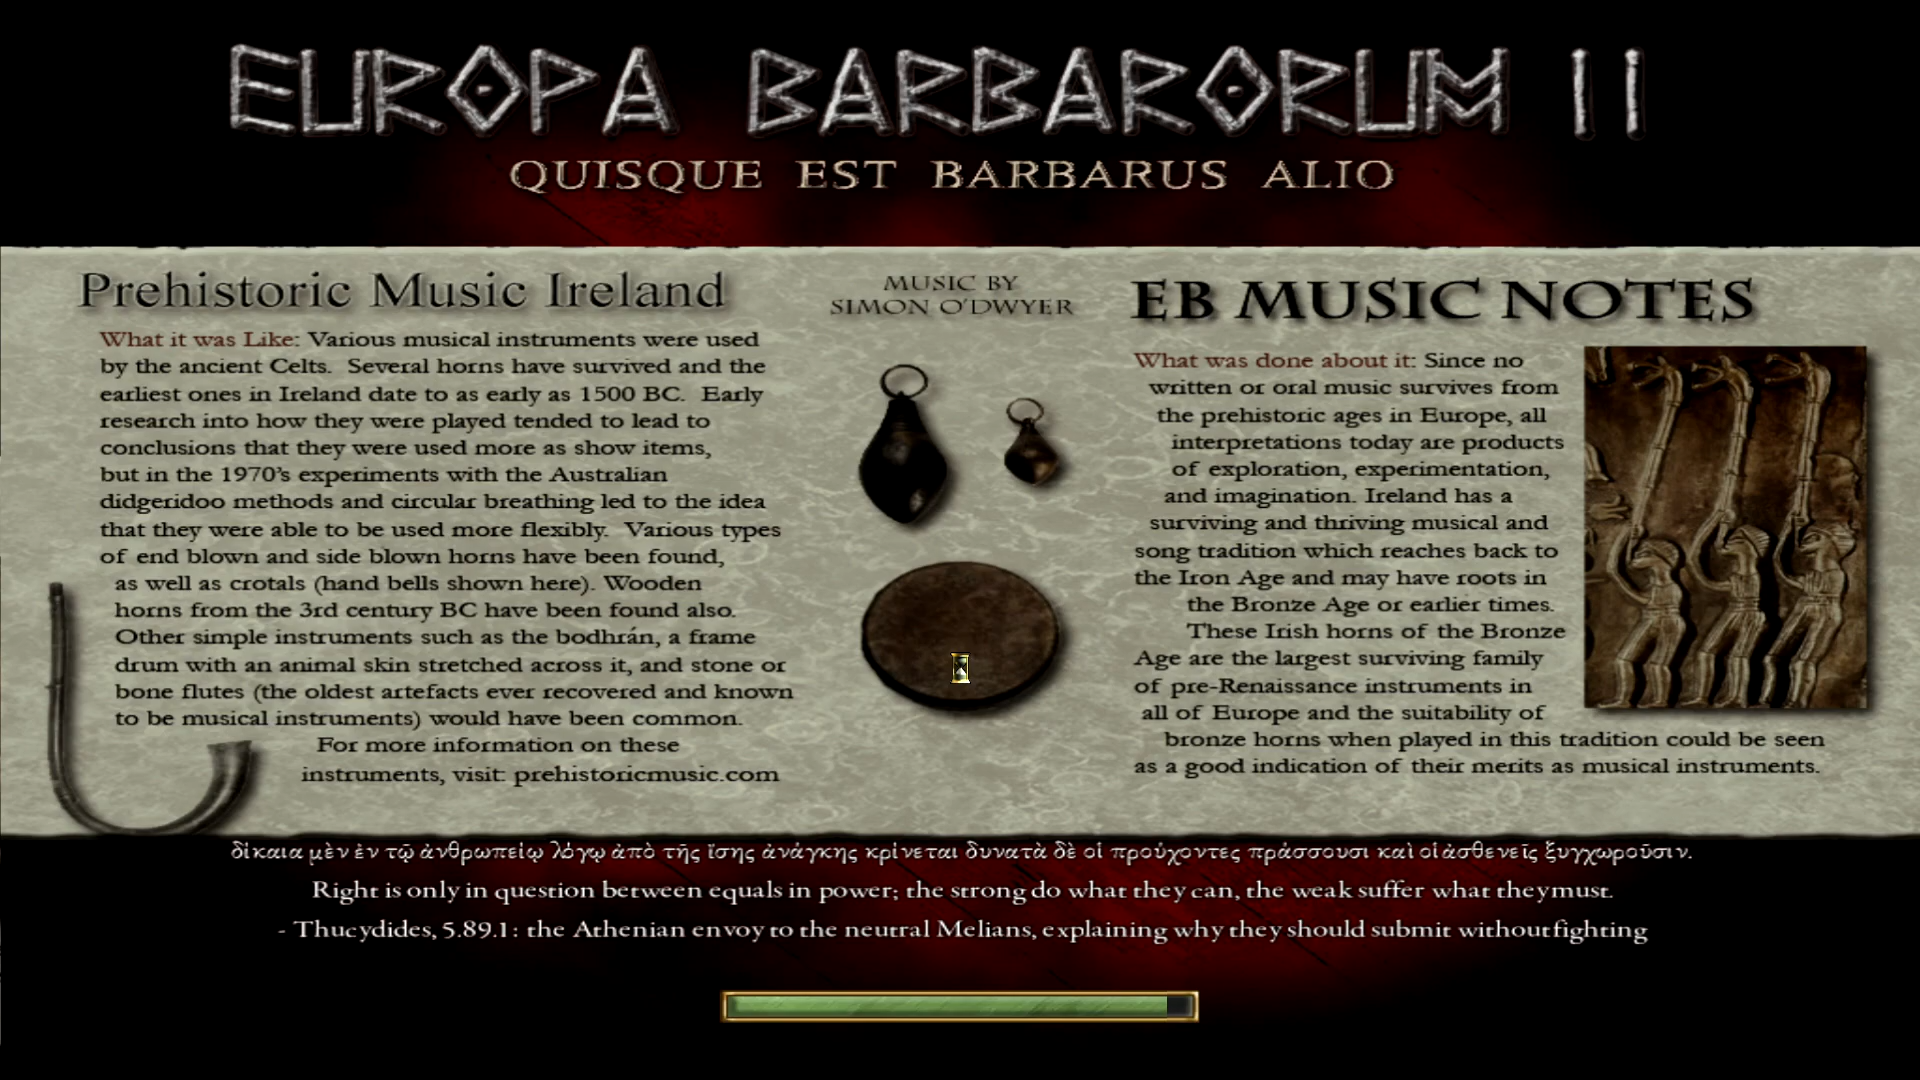 EUROPA BARBARORUM II
QUISQUE EST BARBARUS ALIO
Prehistoric Music Ireland
What it was Like: Various musical instruments were used
by the ancient Celts. Several horns have survived and the
earliest ones in Ireland date to as early as 1500 BC. Early
research into how they were played tended to lead to
conclusions that they were used more as show items,
but in the 1970's experiments with the Australian
didgeridoo methods and circular breathing led to the idea
that they were able to be used more flexibly. Various types
of end blown and side blown horns have been found,
as well as crotals (hand bells shown here). Wooden
horns from the 3rd century BC have been found also.
Other simple instruments such as the bodhrán, a frame
drum with an animal skin stretched across it, and stone or
bone flutes (the oldest artefacts ever recovered and known
to be musical instruments) would have been common.
For more information on these
instruments, visit: prehistoricmusic.com
MUSIC BY
SIMON O'DWYER
EB MUSIC NOTES
What was done about it: Since no
written or oral music survives from
the prehistoric ages in Europe, all
interpretations today are products
of exploration, experimentation,
and imagination. Ireland has a
surviving and thriving musical and
song tradition which reaches back to
the Iron Age and may have roots in
the Bronze Age or earlier times.
These Irish horns of the Bronze
Age are the largest surviving family
of pre-Renaissance instruments in
all of Europe and the suitability of
bronze horns when played in this tradition could be seen
as a good indication of their merits as musical instruments.
δίκαια μὲν ἐν τῷ ἀνθρωπείῳ λόγῳ ἀπὸ τῆς ἴσης ἀνάγκης κρίνεται δυνατὰ δὲ οἱ προύχοντες πράσσουσι καὶ οἱ ἀσθενεῖς ξυγχωροῦσιν.
Right is only in question between equals in power; the strong do what they can, the weak suffer what they must.
- Thucydides, 5.89.1: the Athenian envoy to the neutral Melians, explaining why they should submit without fighting